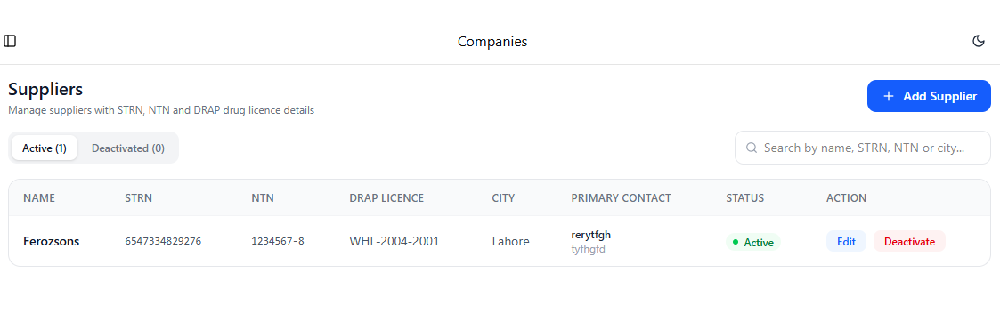 Companies
Suppliers
Manage suppliers with STRN, NTN and DRAP drug licence details
+ Add Supplier
Active (1) Deactivated (0)
Search by name, STRN, NTN or city...
NAME STRN NTN DRAP LICENCE CITY PRIMARY CONTACT STATUS ACTION
Ferozsons 6547334829276 1234567-8 WHL-2004-2001 Lahore rerytfgh Active Edit Deactivate
tyfhgfd